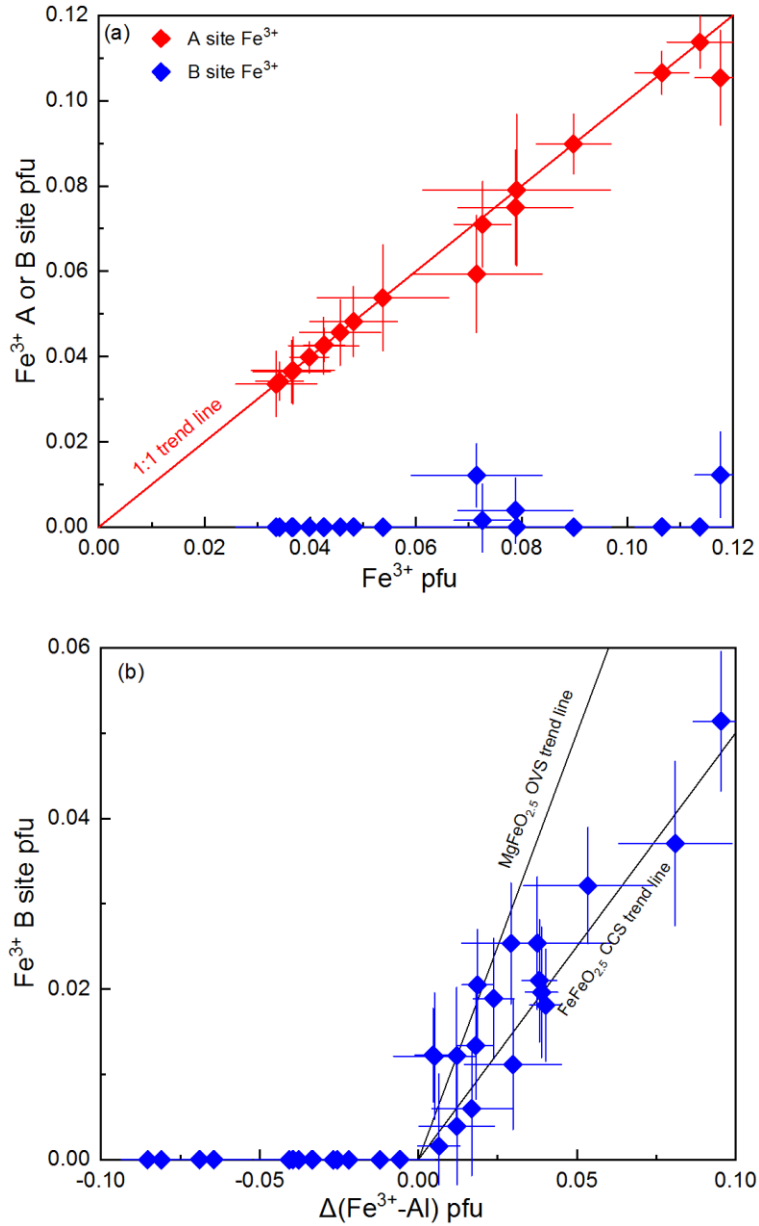 (a)
A site Fe³⁺
B site Fe³⁺
0.12
0.10
0.08
0.06
0.04
0.02
0.00
Fe³⁺ A or B site pfu
1:1 trend line
0.00 0.02 0.04 0.06 0.08 0.10 0.12
Fe³⁺ pfu
(b)
0.06
0.04
0.02
0.00
Fe³⁺ B site pfu
MgFeO₂.₅ OVS trend line
FeFeO₂.₅ CCS trend line
-0.10 -0.05 0.00 0.05 0.10
Δ(Fe³⁺-Al) pfu